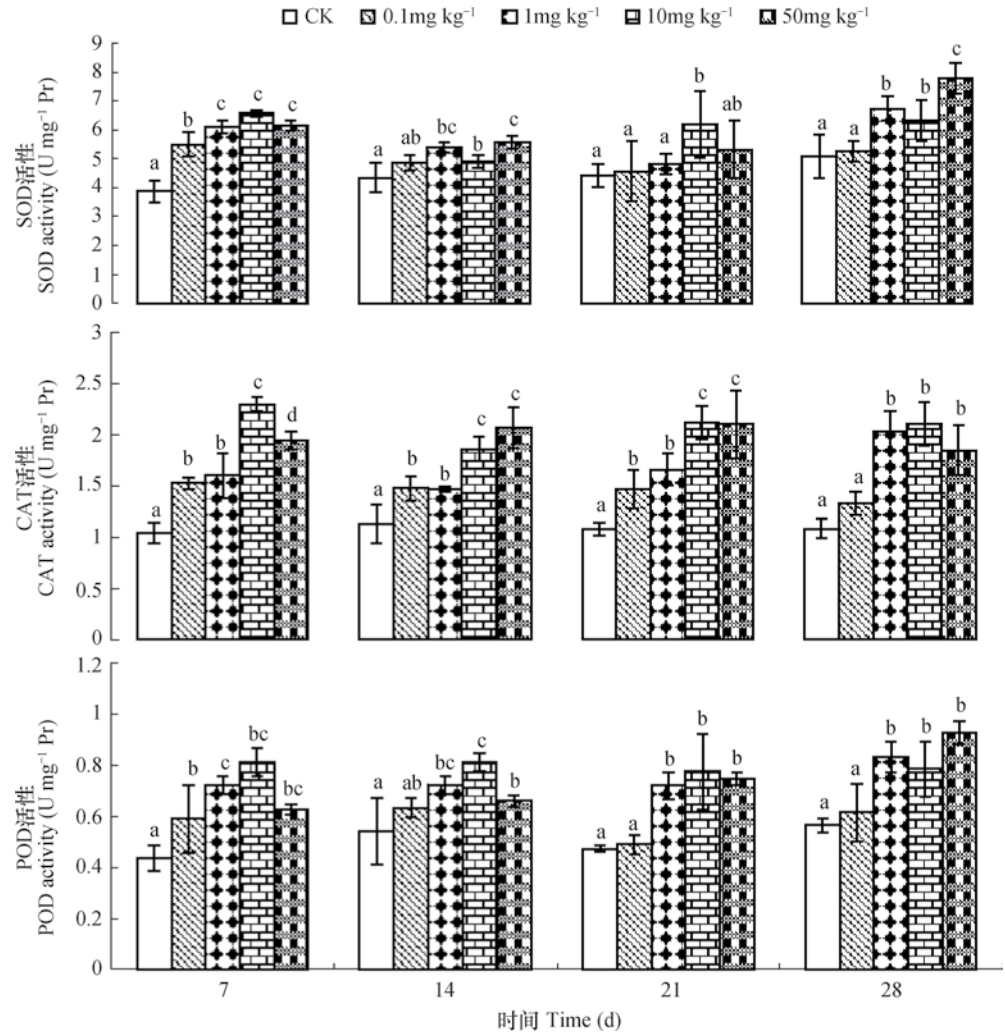 CK 0.1mg kg⁻¹ 1mg kg⁻¹ 10mg kg⁻¹ 50mg kg⁻¹
SOD活性
SOD activity (U mg⁻¹ Pr)
9
8
7
6
5
4
3
2
1
0
a b c c c
a ab bc b c
a a a b ab
a a b b c
CAT活性
CAT activity (U mg⁻¹ Pr)
3
2.5
2
1.5
1
0.5
0
a b b c d
a b b c c
a b b c c
a a b b b
POD活性
POD activity (U mg⁻¹ Pr)
1.2
1
0.8
0.6
0.4
0.2
0
a b c bc bc
a ab bc c b
a a b b b
a a b b b
7 14 21 28
时间 Time (d)